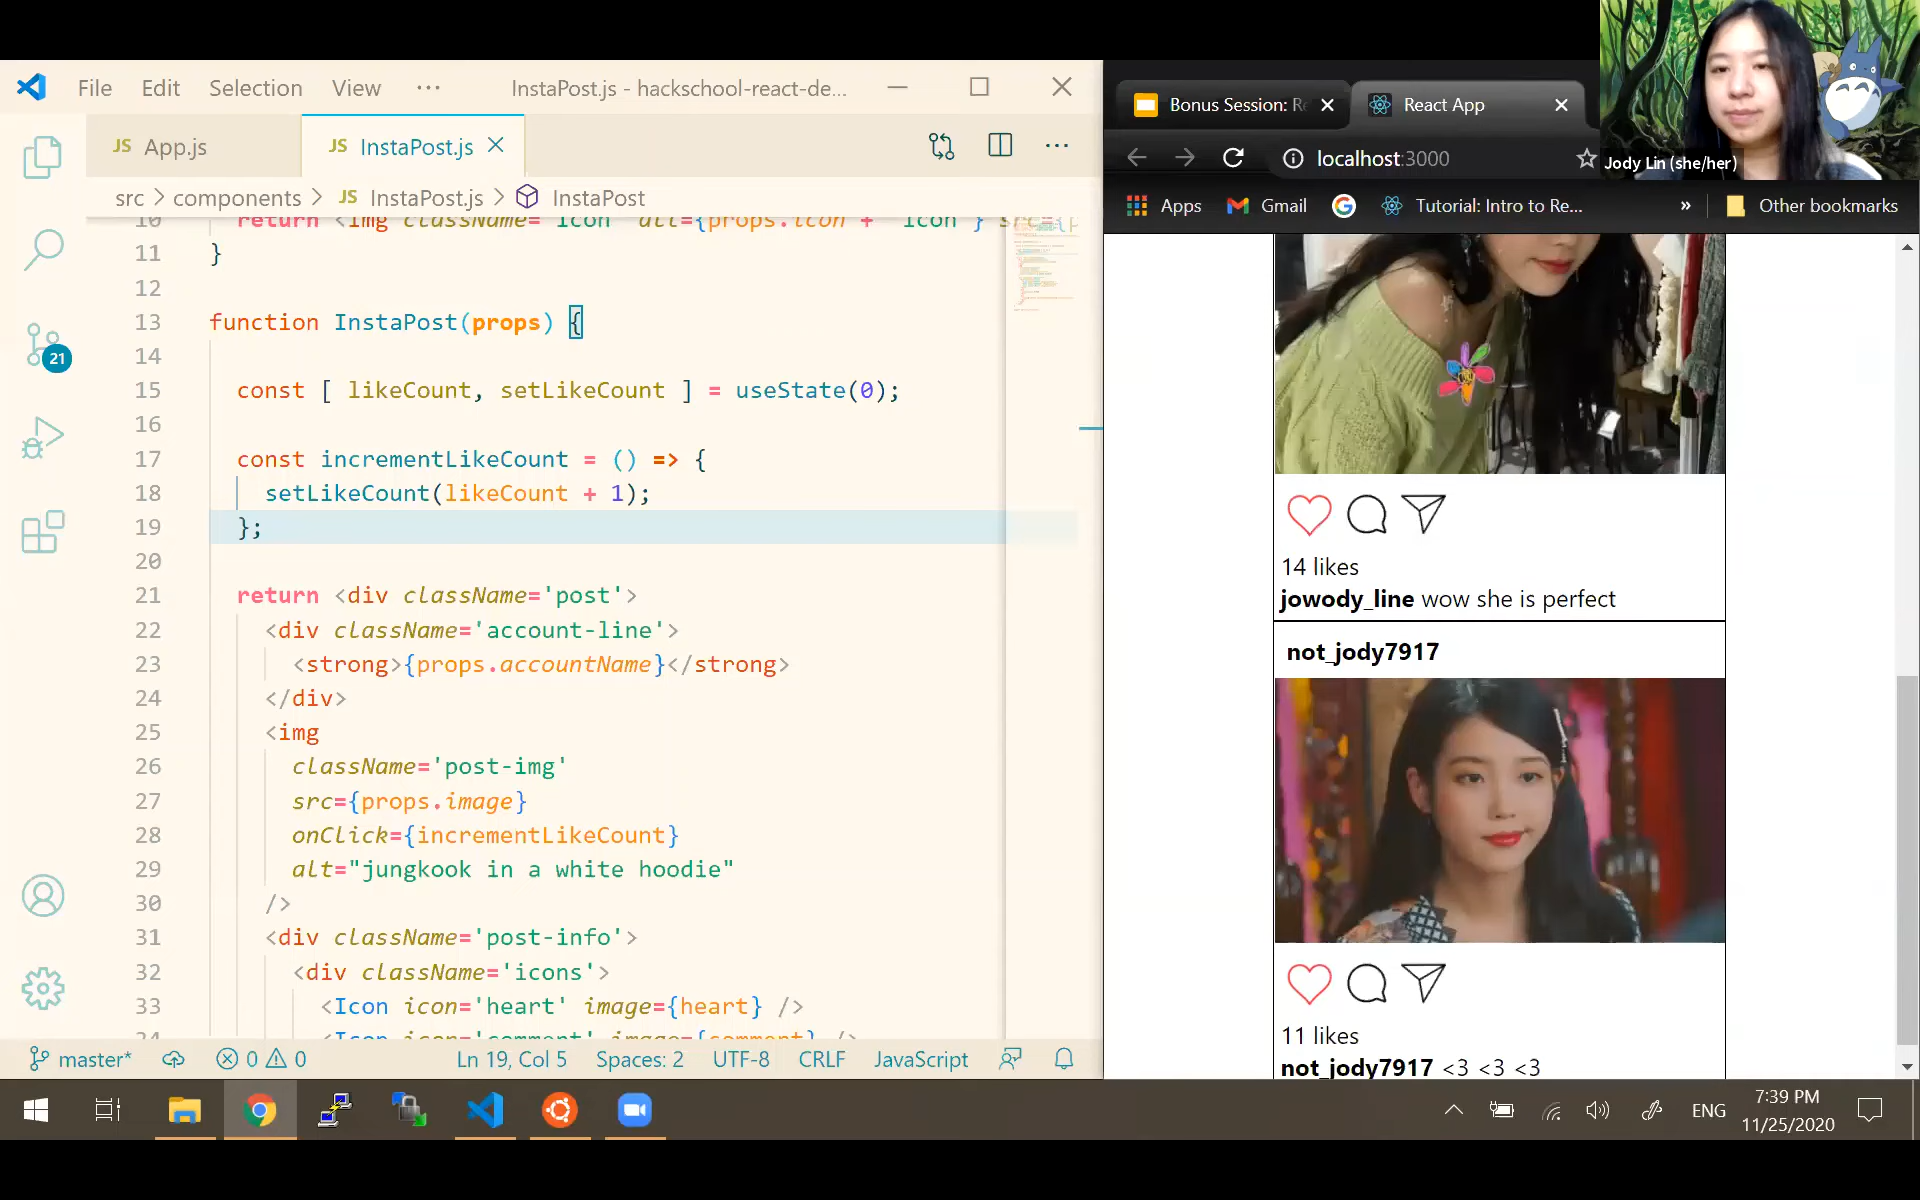 File Edit Selection View ··· InstaPost.js - hackschool-react-de...
JS App.js JS InstaPost.js
src > components > JS InstaPost.js > InstaPost
10 return <img className='icon' alt={props.icon + ' icon'} src={p
11 }
12
13 function InstaPost(props) {
14
15 const [ likeCount, setLikeCount ] = useState(0);
16
17 const incrementLikeCount = () => {
18 setLikeCount(likeCount + 1);
19 };
20
21 return <div className='post'>
22 <div className='account-line'>
23 <strong>{props.accountName}</strong>
24 </div>
25 <img
26 className='post-img'
27 src={props.image}
28 onClick={incrementLikeCount}
29 alt="jungkook in a white hoodie"
30 />
31 <div className='post-info'>
32 <div className='icons'>
33 <Icon icon='heart' image={heart} />
34 <Icon icon='comment' image={comment} />
21
master* 0 0 Ln 19, Col 5 Spaces: 2 UTF-8 CRLF JavaScript
Bonus Session: Re React App
localhost:3000
Apps Gmail Tutorial: Intro to Re... » Other bookmarks
Jody Lin (she/her)
14 likes
jowody_line wow she is perfect
not_jody7917
11 likes
not_jody7917 <3 <3 <3
ENG
7:39 PM
11/25/2020